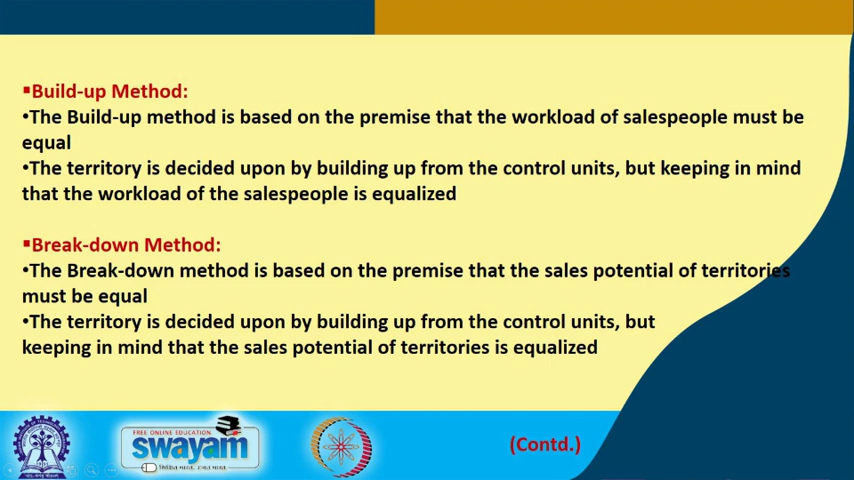 ▪Build-up Method:
•The Build-up method is based on the premise that the workload of salespeople must be
equal
•The territory is decided upon by building up from the control units, but keeping in mind
that the workload of the salespeople is equalized
▪Break-down Method:
•The Break-down method is based on the premise that the sales potential of territories
must be equal
•The territory is decided upon by building up from the control units, but
keeping in mind that the sales potential of territories is equalized
FREE ONLINE EDUCATION
swayam
(Contd.)